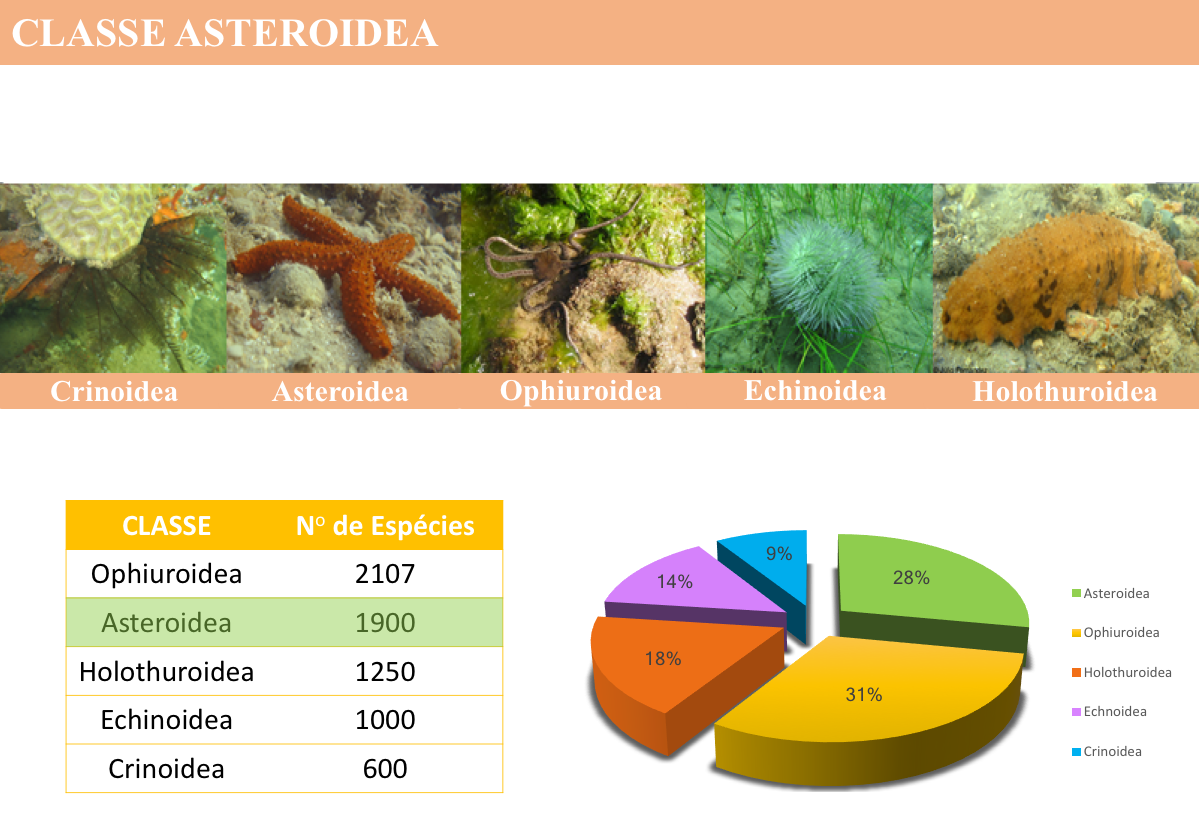 CLASSE ASTEROIDEA
Crinoidea
Asteroidea
Ophiuroidea
Echinoidea
Holothuroidea
CLASSE Nº de Espécies
Ophiuroidea 2107
Asteroidea 1900
Holothuroidea 1250
Echinoidea 1000
Crinoidea 600
9%
28%
14%
18%
31%
Asteroidea
Ophiuroidea
Holothuroidea
Echnoidea
Crinoidea